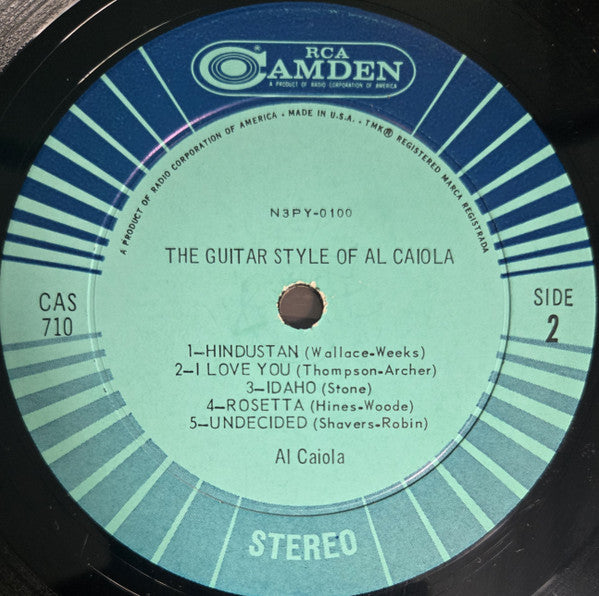 RCA
CAMDEN
A PRODUCT OF RADIO CORPORATION OF AMERICA
A PRODUCT OF RADIO CORPORATION OF AMERICA • MADE IN U.S.A. • TMK® REGISTERED MARCA REGISTRADA
N3PY-0100
THE GUITAR STYLE OF AL CAIOLA
CAS
710
SIDE
2
1—HINDUSTAN (Wallace-Weeks)
2—I LOVE YOU (Thompson-Archer)
3—IDAHO (Stone)
4—ROSETTA (Hines-Woode)
5—UNDECIDED (Shavers-Robin)
Al Caiola
STEREO